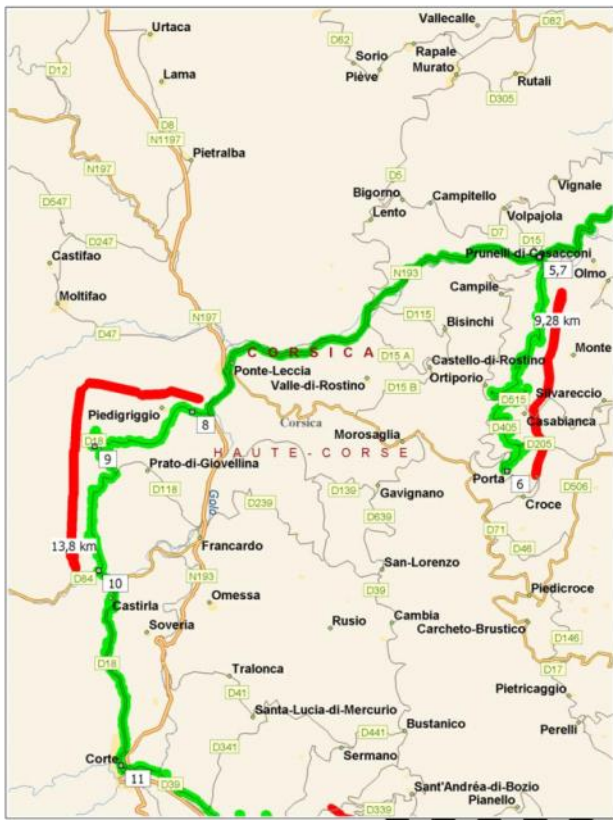 D82
Vallecalle
Urtaca
D62
Sorio
Rapale
D12
Piève
Murato
Lama
Rutali
D305
D8
N1197
Pietralba
N197
D5
Vignale
D547
Bigorno
Campitello
Lento
Volpajola
D7
D15
D247
Castifao
Prunelli-di-Casacconi
N193
5,7
Olmo
Moltifao
Campile
N197
D115
9,28 km
D47
Bisinchi
CORSICA
D15 A
Castello-di-Rostino
Monte
Ponte-Leccia
Valle-di-Rostino
D15 B
Ortiporio
D515
Silvareccio
Piedigriggio
8
Corsica
D405
Casabianca
D18
Morosaglia
D205
HAUTE-CORSE
9
Prato-di-Giovellina
Porta
6
D118
Golo
D239
D139
Gavignano
D506
Croce
D639
D71
13,8 km
Francardo
D46
D84
10
San-Lorenzo
N193
D39
Piedicroce
Castirla
Omessa
Soveria
Rusio
Cambia
Carcheto-Brustico
D146
D18
D17
Tralonca
D41
Pietricaggio
Santa-Lucia-di-Mercurio
D441
Bustanico
Perelli
D341
Sermano
Corte
11
D39
Sant'Andréa-di-Bozio
D339
Pianello